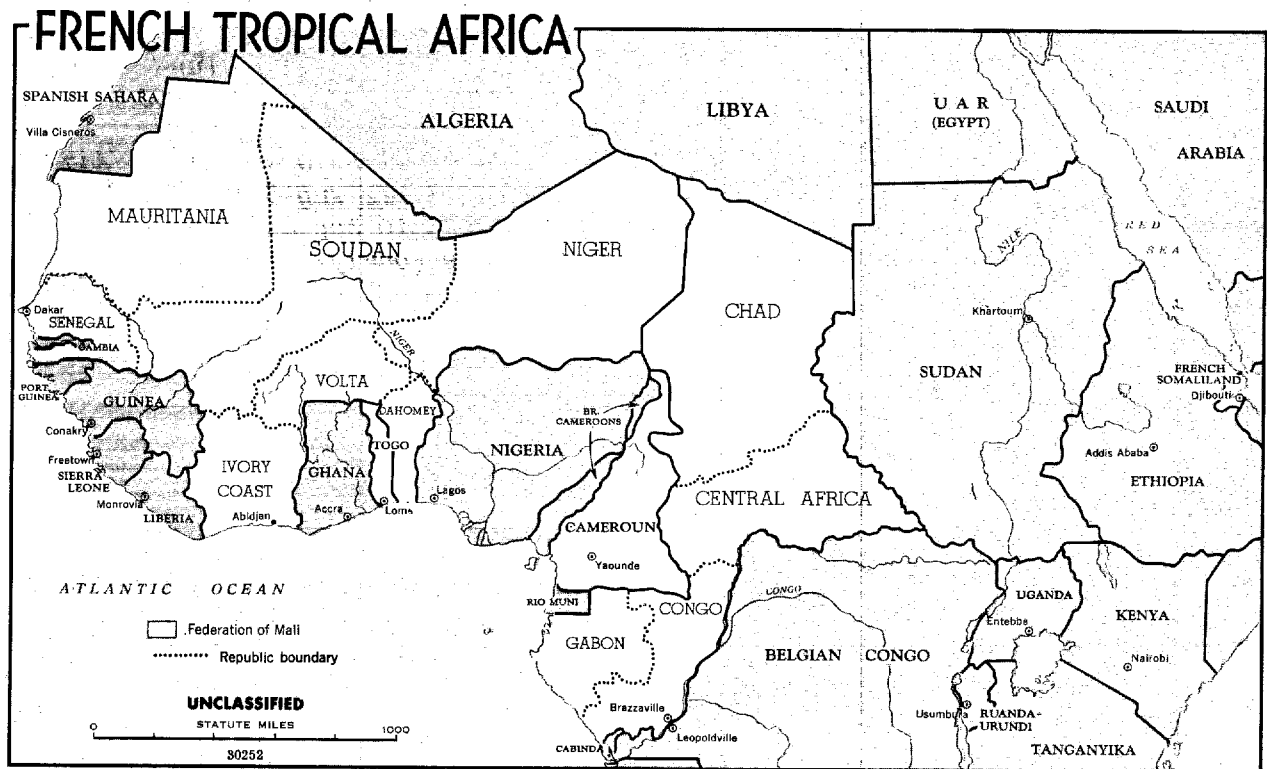 FRENCH TROPICAL AFRICA
SPANISH SAHARA
Villa Cisneros
ALGERIA
LIBYA
U A R
(EGYPT)
SAUDI
ARABIA
MAURITANIA
SOUDAN
NIGER
CHAD
NILE
RED
SEA
Dakar
SENEGAL
GAMBIA
NIGER
Khartoum
SUDAN
PORT.
GUINEA
GUINEA
VOLTA
DAHOMEY
BR.
CAMEROONS
FRENCH
SOMALILAND
Djibouti
Conakry
Freetown
SIERRA
LEONE
Monrovia
LIBERIA
IVORY
COAST
Abidjan
GHANA
Accra
TOGO
Lome
NIGERIA
Lagos
CENTRAL AFRICA
Addis Ababa
ETHIOPIA
CAMEROUN
Yaounde
ATLANTIC OCEAN
RIO MUNI
CONGO
CONGO
UGANDA
Entebbe
KENYA
Nairobi
Federation of Mali
Republic boundary
GABON
BELGIAN CONGO
UNCLASSIFIED
STATUTE MILES
0 1000
30252
Brazzaville
Leopoldville
CABINDA
Usumbura
RUANDA-
URUNDI
TANGANYIKA